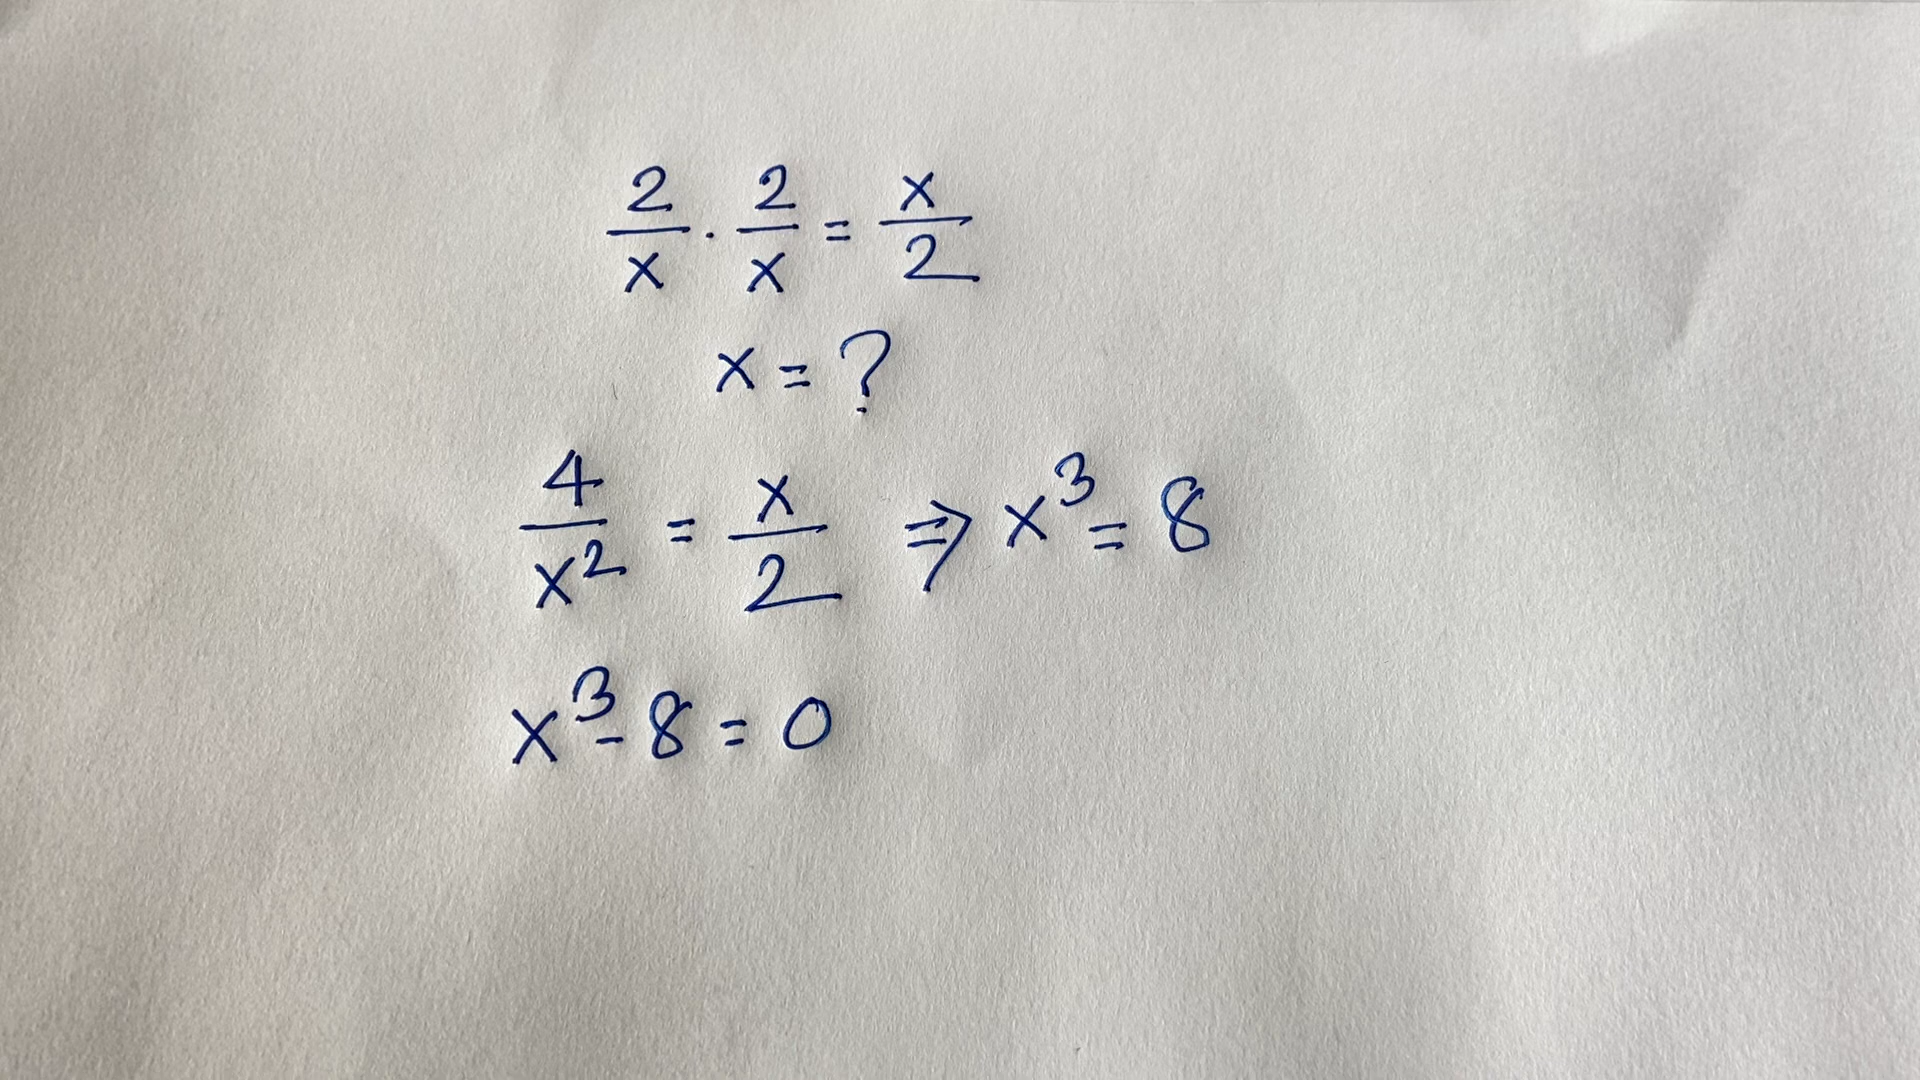 2/x · 2/x = x/2
x = ?
4/x² = x/2 ⇒ x³ = 8
x³ - 8 = 0